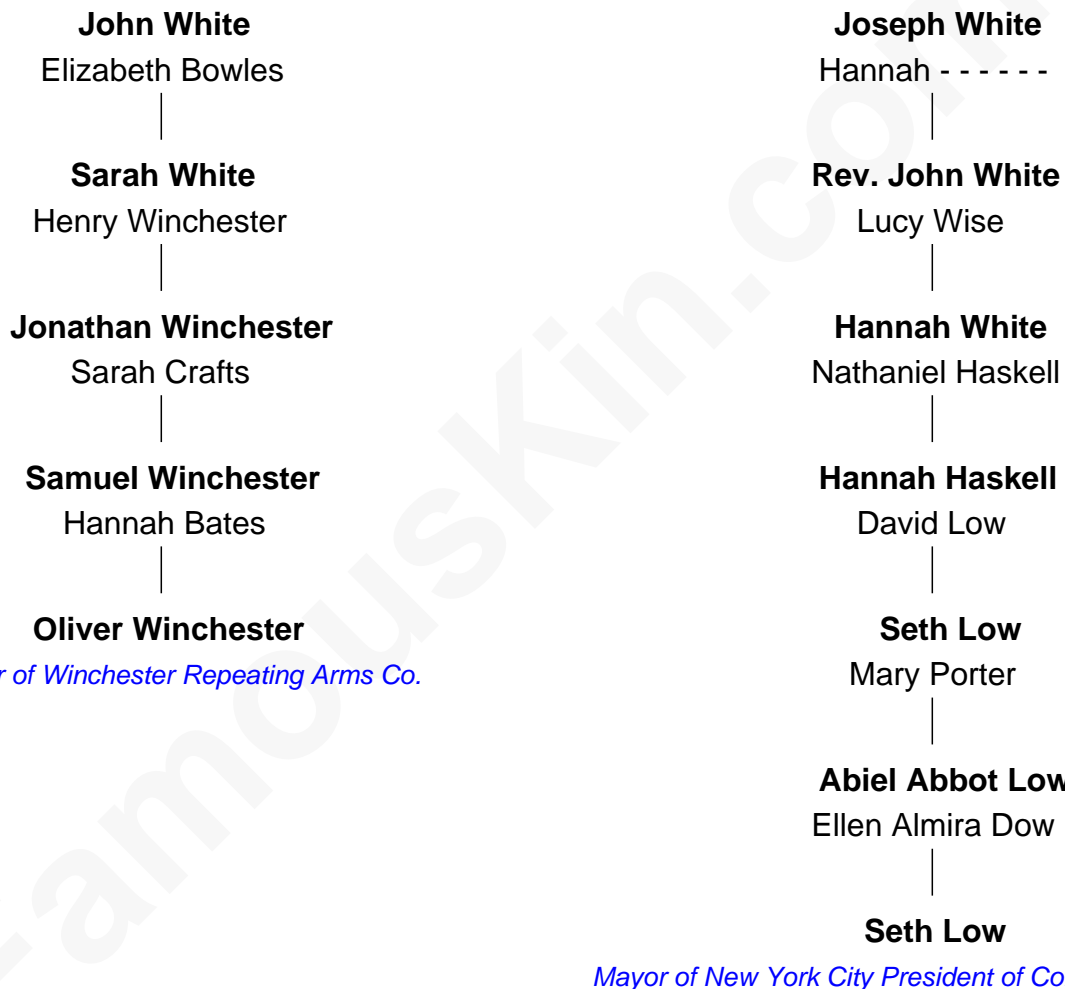 John White
Elizabeth Bowles
Sarah White
Henry Winchester
Jonathan Winchester
Sarah Crafts
Samuel Winchester
Hannah Bates
Oliver Winchester
of Winchester Repeating Arms Co.
Joseph White
Hannah - - - - - -
Rev. John White
Lucy Wise
Hannah White
Nathaniel Haskell
Hannah Haskell
David Low
Seth Low
Mary Porter
Abiel Abbot Low
Ellen Almira Dow
Seth Low
Mayor of New York City President of Co
amouskin.com